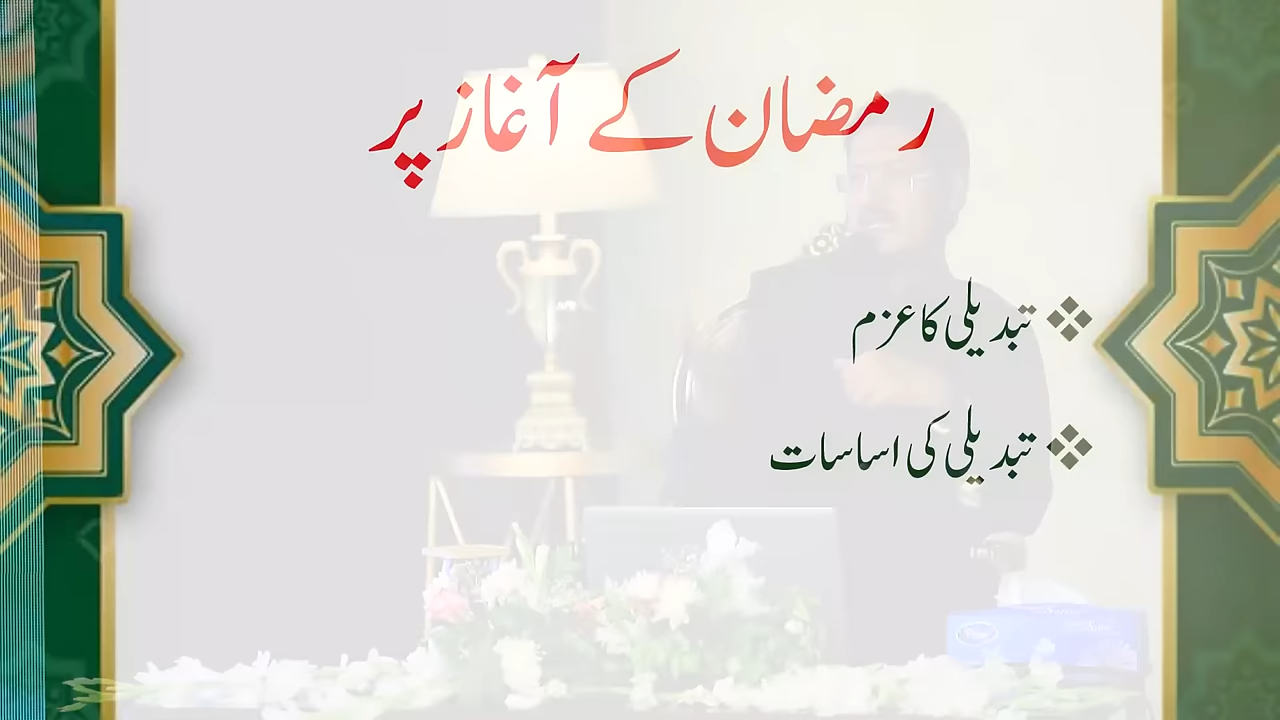 رمضان کے آغاز پر
تبدیلی کا عزم
تبدیلی کی اساسات